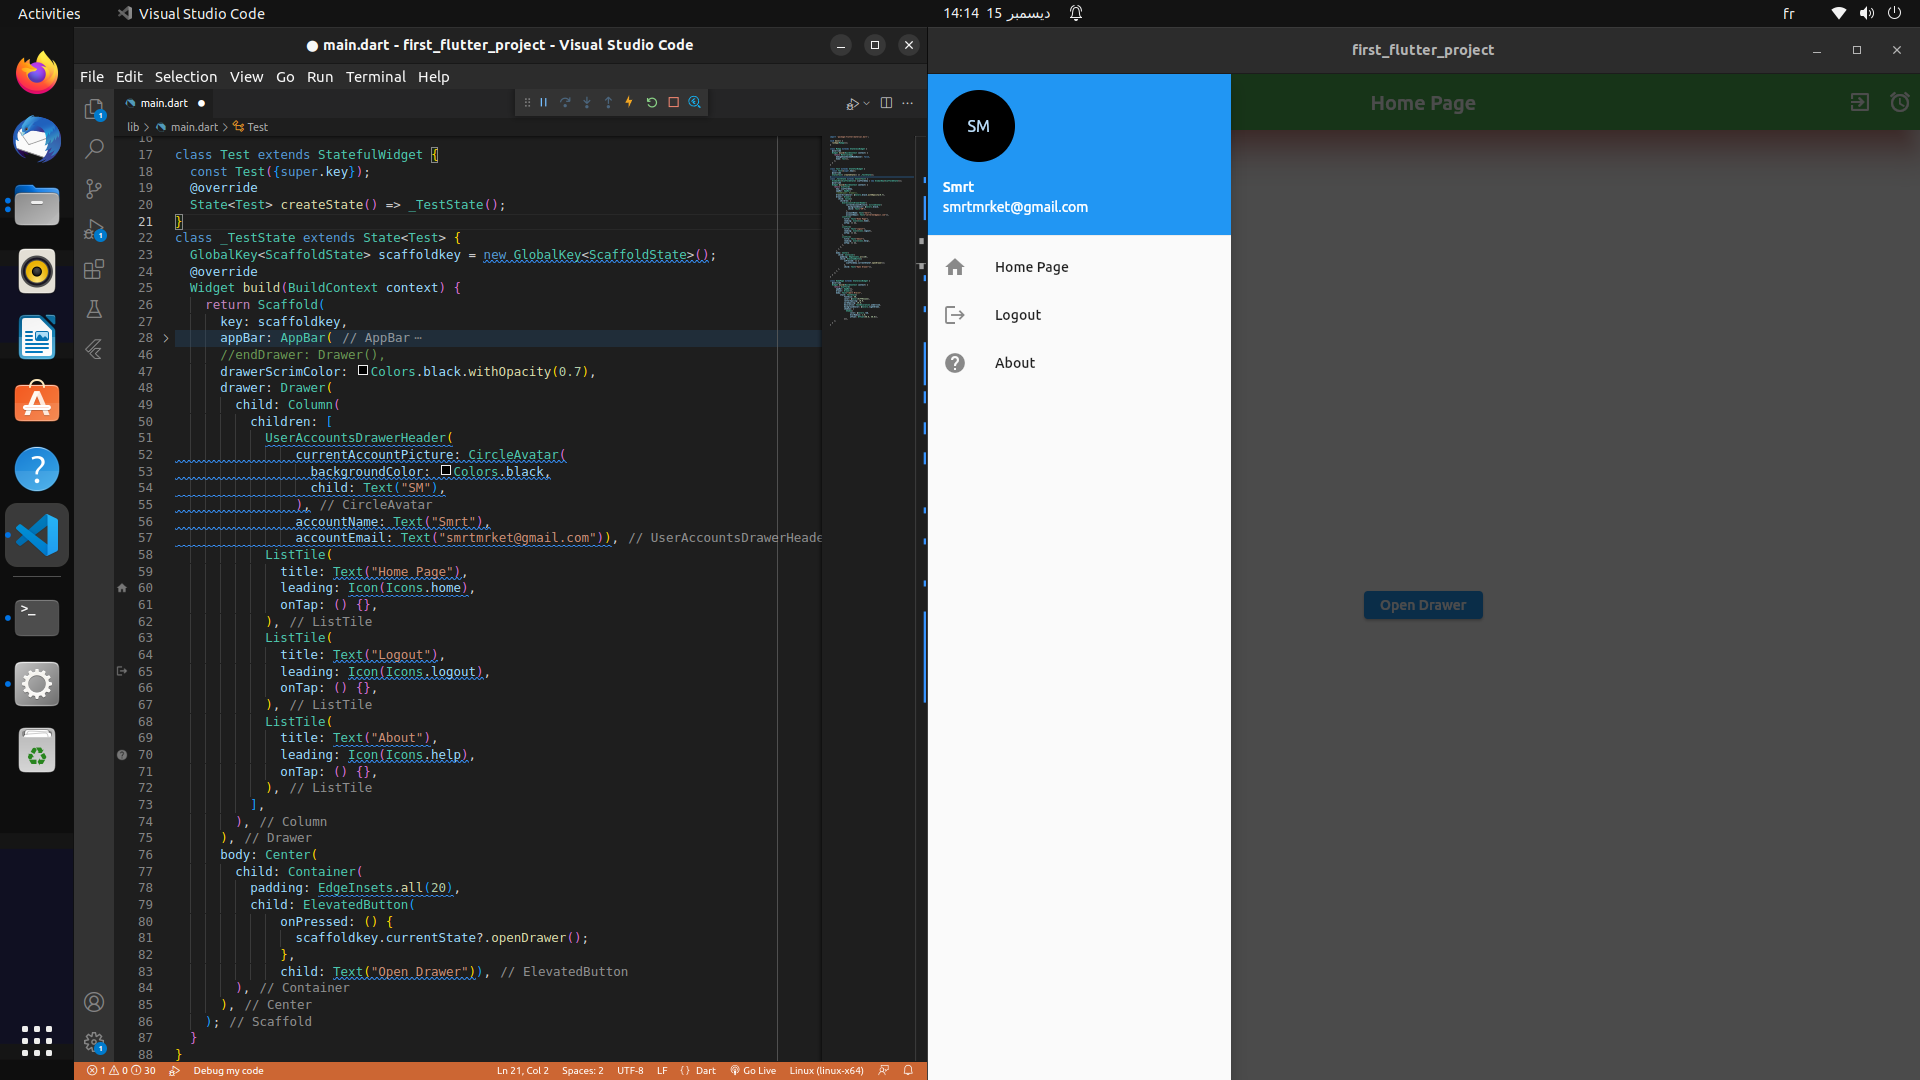 Activities
Visual Studio Code
14:14  15 ديسمبر
fr
● main.dart - first_flutter_project - Visual Studio Code
File Edit Selection View Go Run Terminal Help
main.dart
lib > main.dart > Test
16
17 class Test extends StatefulWidget {
18 const Test({super.key});
19 @override
20 State<Test> createState() => _TestState();
21 }
22 class _TestState extends State<Test> {
23 GlobalKey<ScaffoldState> scaffoldkey = new GlobalKey<ScaffoldState>();
24 @override
25 Widget build(BuildContext context) {
26 return Scaffold(
27 key: scaffoldkey,
28 appBar: AppBar( // AppBar ⋯
46 //endDrawer: Drawer(),
47 drawerScrimColor: Colors.black.withOpacity(0.7),
48 drawer: Drawer(
49 child: Column(
50 children: [
51 UserAccountsDrawerHeader(
52 currentAccountPicture: CircleAvatar(
53 backgroundColor: Colors.black,
54 child: Text("SM"),
55 ), // CircleAvatar
56 accountName: Text("Smrt"),
57 accountEmail: Text("smrtmrket@gmail.com")), // UserAccountsDrawerHeade
58 ListTile(
59 title: Text("Home Page"),
60 leading: Icon(Icons.home),
61 onTap: () {},
62 ), // ListTile
63 ListTile(
64 title: Text("Logout"),
65 leading: Icon(Icons.logout),
66 onTap: () {},
67 ), // ListTile
68 ListTile(
69 title: Text("About"),
70 leading: Icon(Icons.help),
71 onTap: () {},
72 ), // ListTile
73 ],
74 ), // Column
75 ), // Drawer
76 body: Center(
77 child: Container(
78 padding: EdgeInsets.all(20),
79 child: ElevatedButton(
80 onPressed: () {
81 scaffoldkey.currentState?.openDrawer();
82 },
83 child: Text("Open Drawer")), // ElevatedButton
84 ), // Container
85 ), // Center
86 ); // Scaffold
87 }
88 }
1 0 30 Debug my code Ln 21, Col 2 Spaces: 2 UTF-8 LF {} Dart Go Live Linux (linux-x64)
first_flutter_project
Home Page
SM
Smrt
smrtmrket@gmail.com
Home Page
Logout
About
Open Drawer